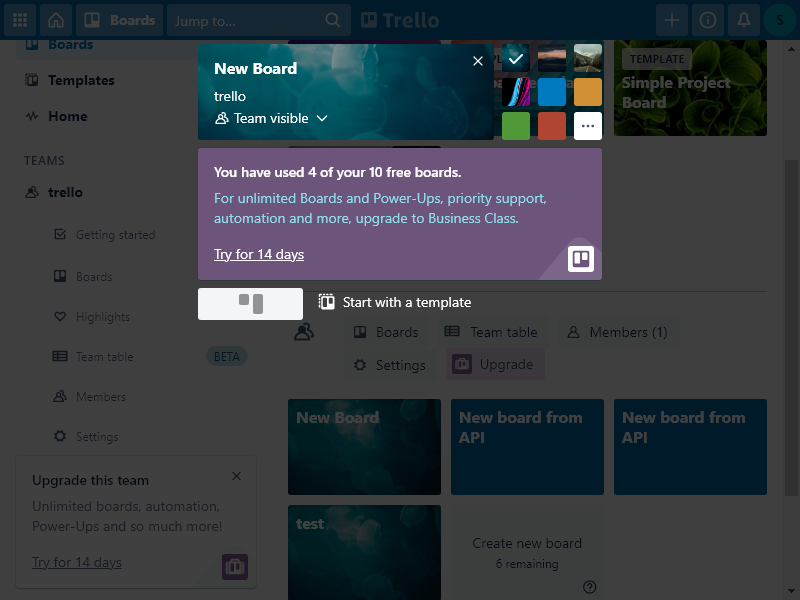 Boards
Jump to...
Trello
S
Boards
Templates
Home
TEAMS
trello
Getting started
Boards
Highlights
Team table
BETA
Members
Settings
Upgrade this team
Unlimited boards, automation,
Power-Ups and so much more!
Try for 14 days
New Board
trello
Team visible
TEMPLATE
Simple Project
Board
You have used 4 of your 10 free boards.
For unlimited Boards and Power-Ups, priority support,
automation and more, upgrade to Business Class.
Try for 14 days
Start with a template
Boards
Team table
Members (1)
Settings
Upgrade
New Board
New board from
API
New board from
API
test
Create new board
6 remaining